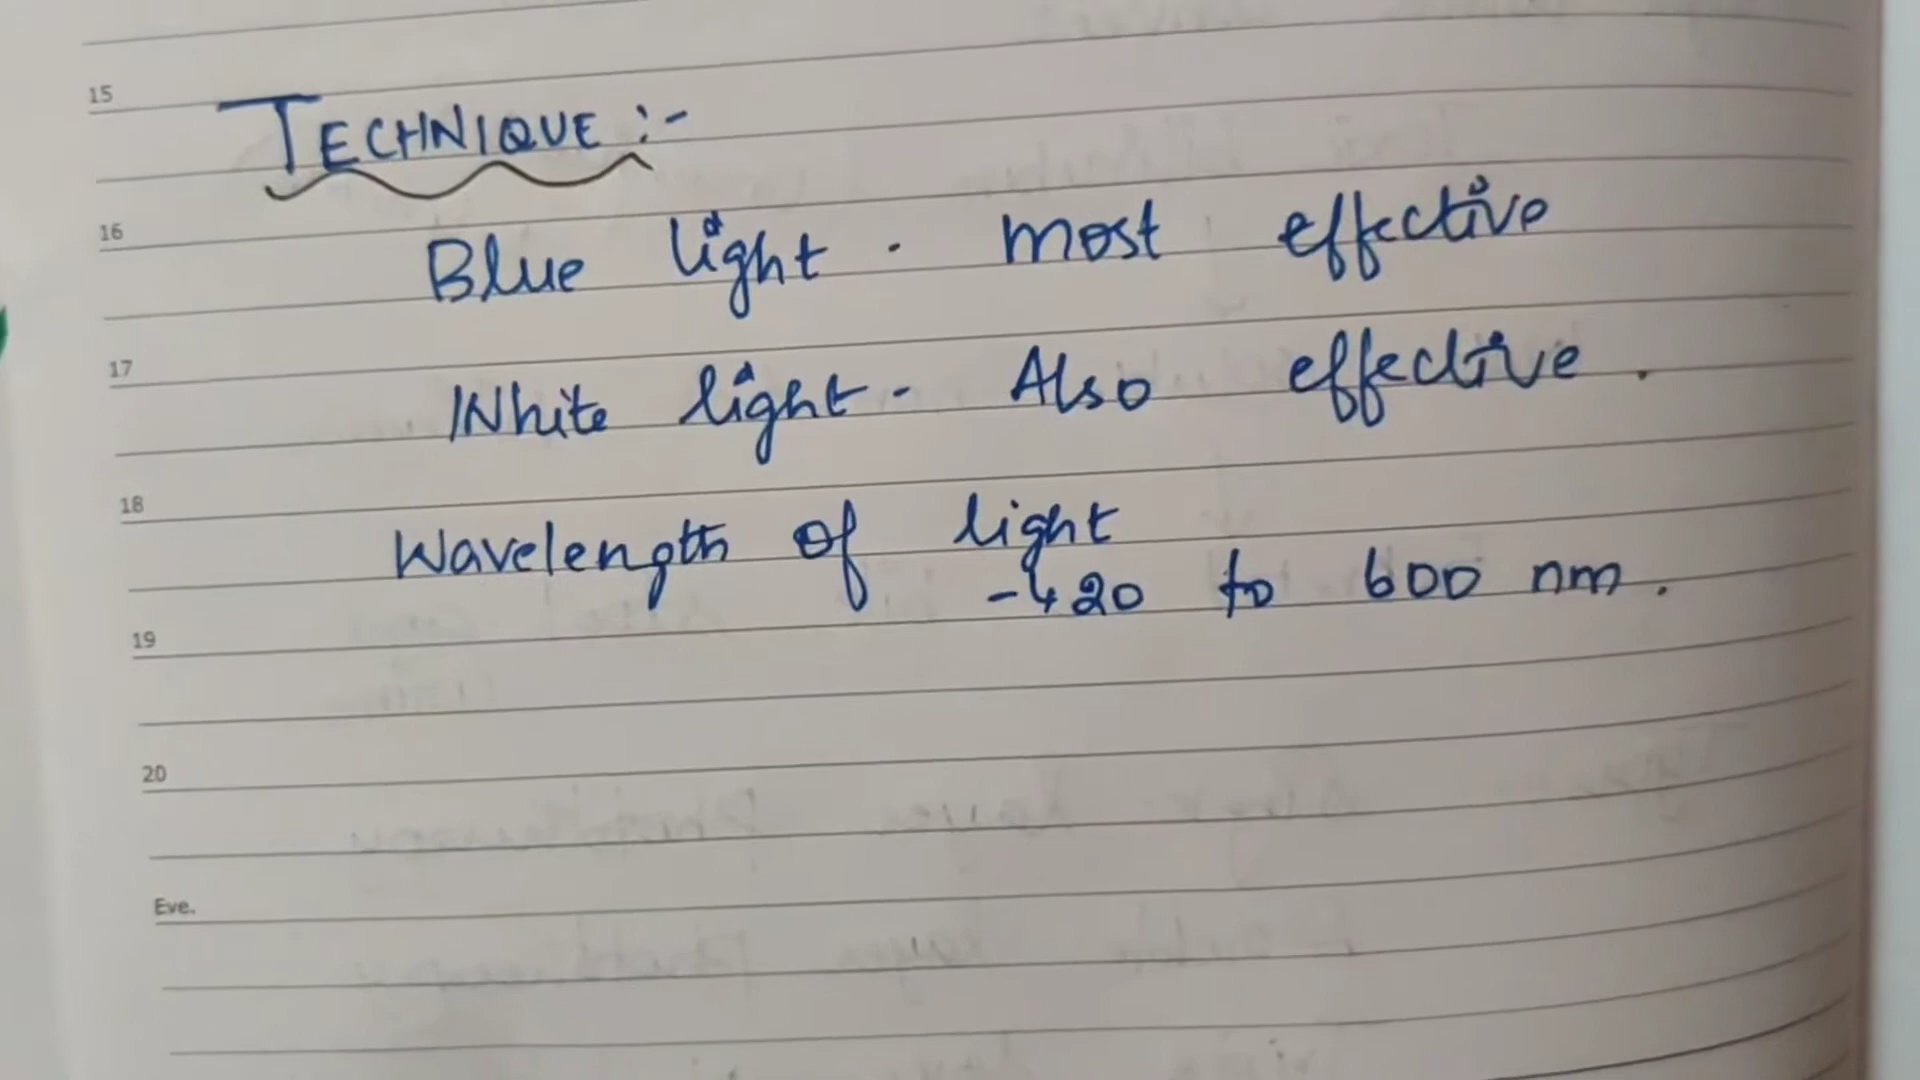 15
TECHNIQUE :-
16
Blue light - most effective
17
White light - Also effective.
18
Wavelength of light
- 420 to 600 nm.
19
20
Eve.